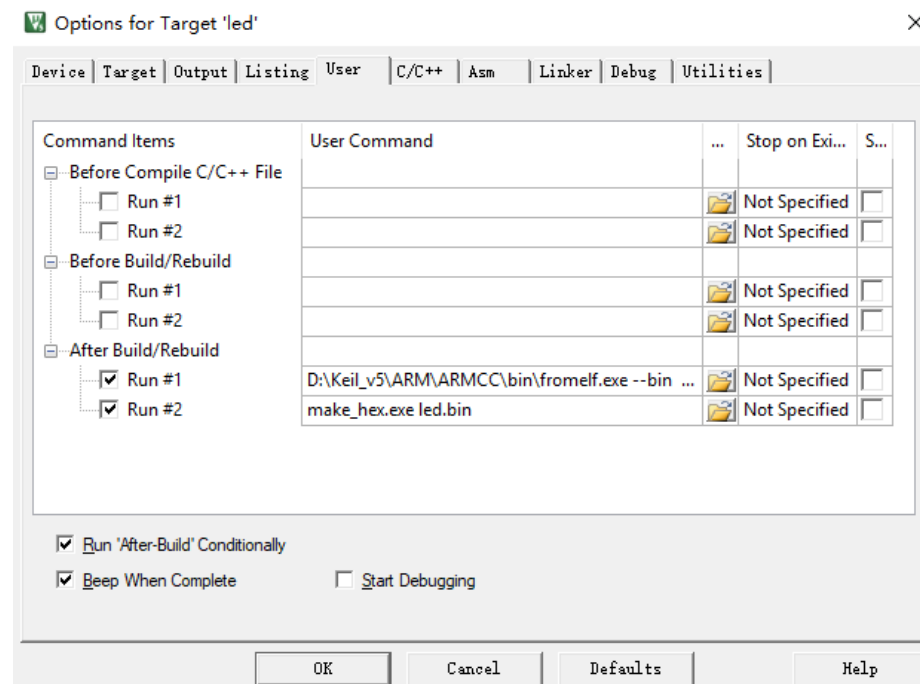 Options for Target 'led'
Device Target Output Listing User C/C++ Asm Linker Debug Utilities
Command Items User Command ... Stop on Exi... S...
Before Compile C/C++ File
Run #1 Not Specified
Run #2 Not Specified
Before Build/Rebuild
Run #1 Not Specified
Run #2 Not Specified
After Build/Rebuild
Run #1 D:\Keil_v5\ARM\ARMCC\bin\fromelf.exe --bin ... Not Specified
Run #2 make_hex.exe led.bin Not Specified
Run 'After-Build' Conditionally
Beep When Complete Start Debugging
OK Cancel Defaults Help